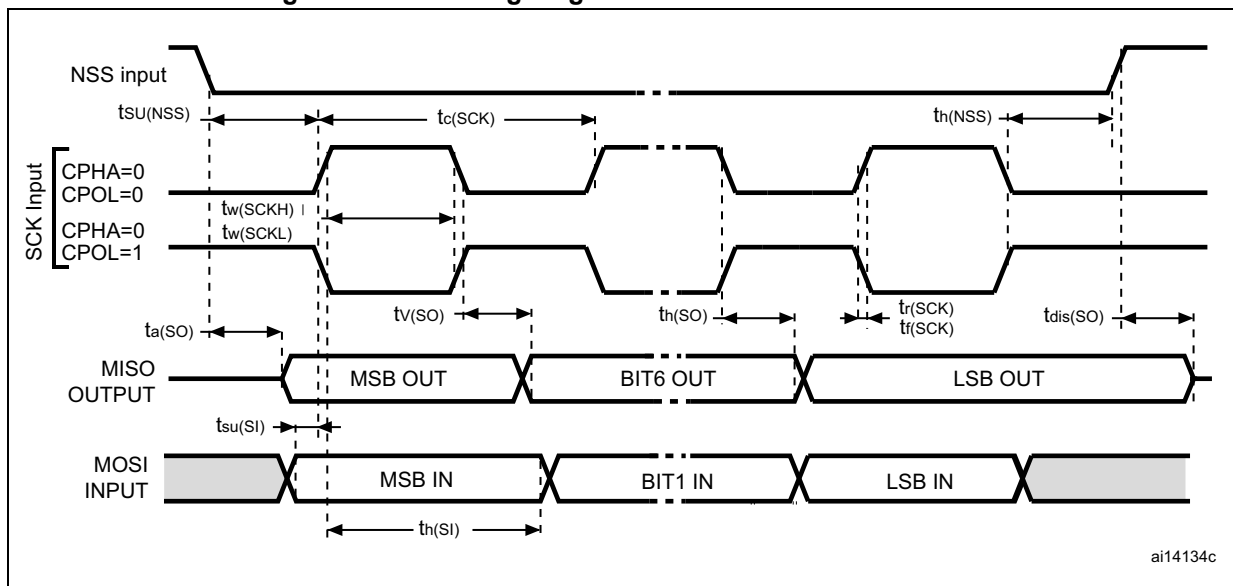 NSS input
tSU(NSS)
tc(SCK)
th(NSS)
SCK Input
CPHA=0
CPOL=0
tw(SCKH)
CPHA=0
tw(SCKL)
CPOL=1
ta(SO)
tV(SO)
th(SO)
tr(SCK)
tf(SCK)
tdis(SO)
MISO
OUTPUT
MSB OUT
BIT6 OUT
LSB OUT
tsu(SI)
MOSI
INPUT
MSB IN
BIT1 IN
LSB IN
th(SI)
ai14134c